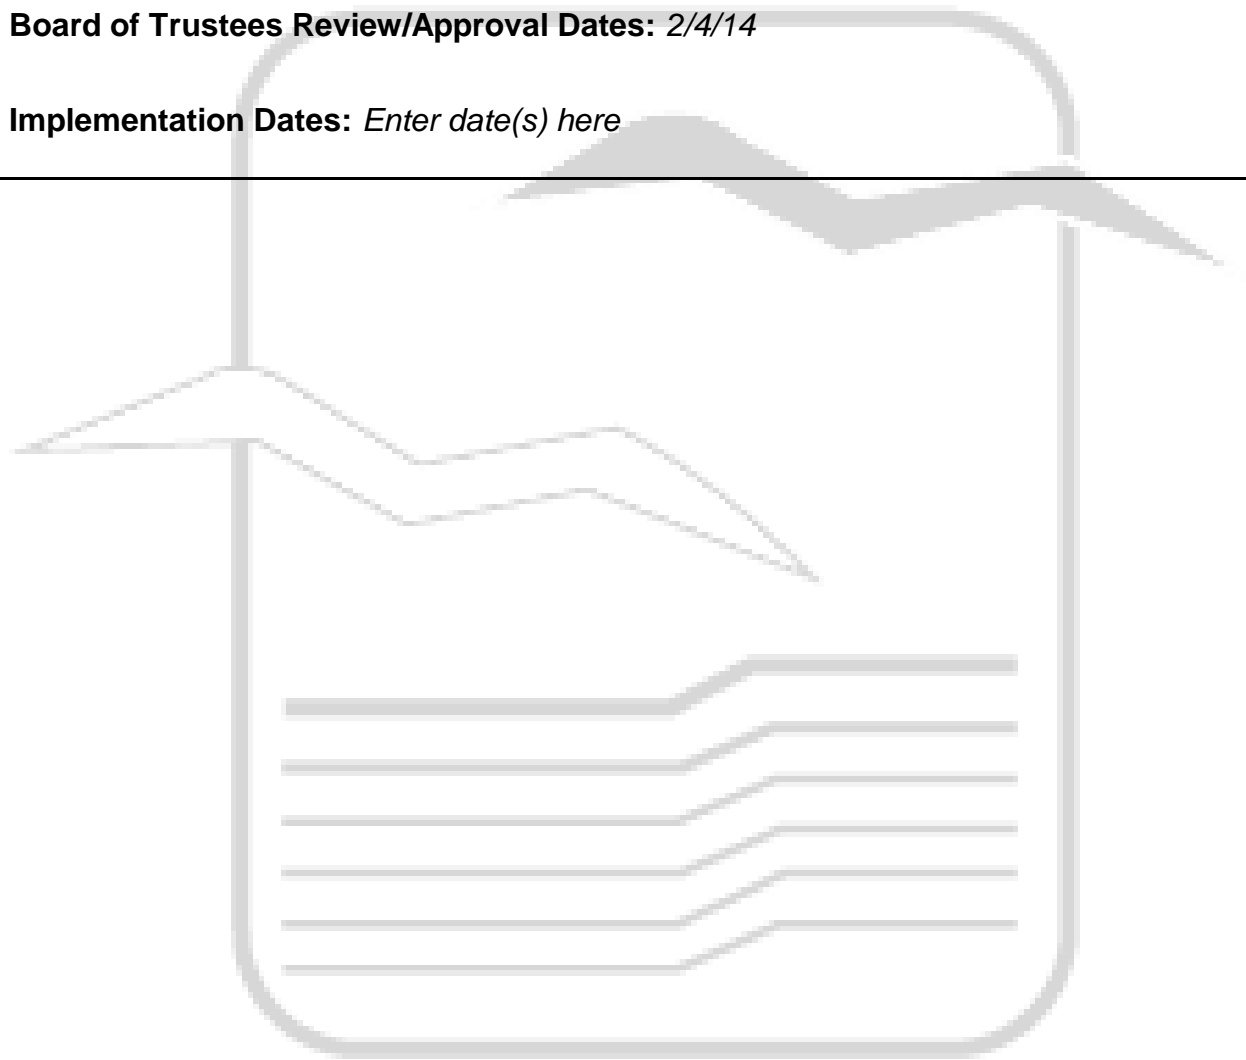 Board of Trustees Review/Approval Dates: 2/4/14
Implementation Dates: Enter date(s) here